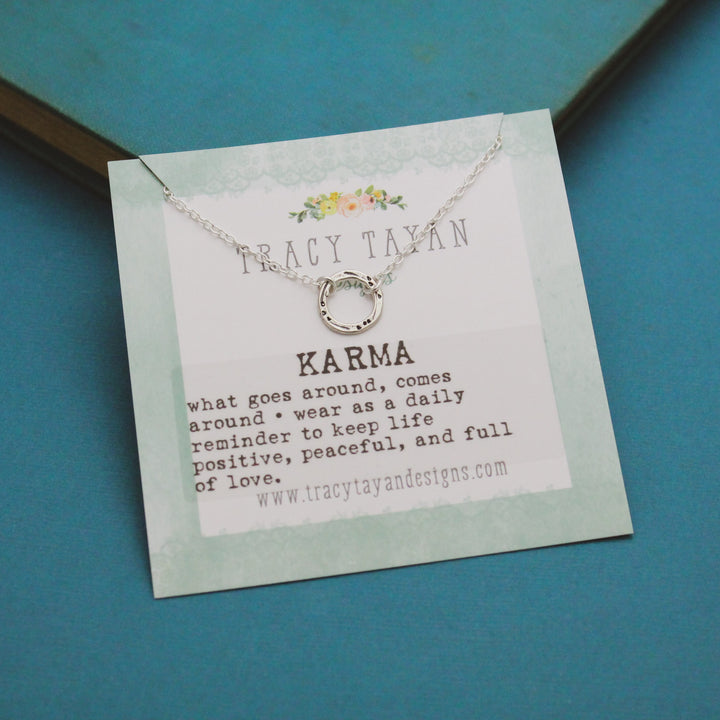 TRACY TAYAN
KARMA
what goes around, comes
around • wear as a daily
reminder to keep life
positive, peaceful, and full
of love.
www.tracytayandesigns.com